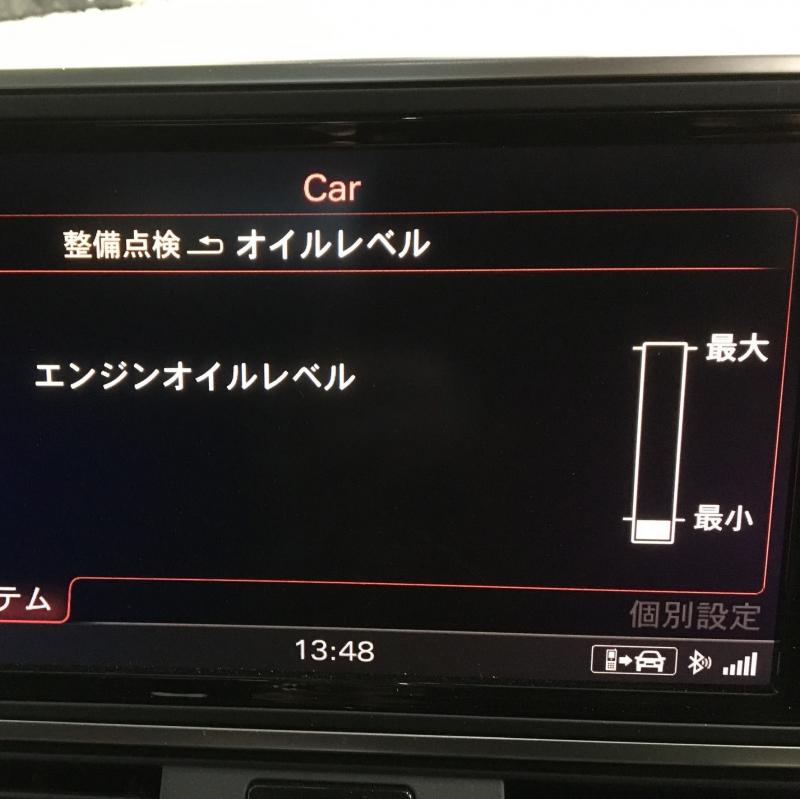 Car
整備点検 オイルレベル
エンジンオイルレベル
最大
最小
テム
個別設定
13:48